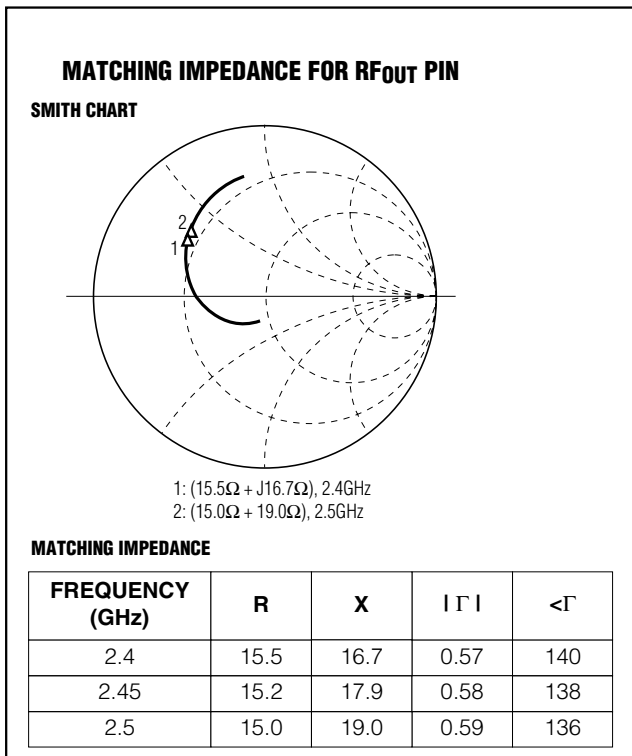 MATCHING IMPEDANCE FOR RFOUT PIN
SMITH CHART
2
1
1: (15.5Ω + J16.7Ω), 2.4GHz
2: (15.0Ω + 19.0Ω), 2.5GHz
MATCHING IMPEDANCE
FREQUENCY (GHz) R X | Γ | <Γ
2.4 15.5 16.7 0.57 140
2.45 15.2 17.9 0.58 138
2.5 15.0 19.0 0.59 136